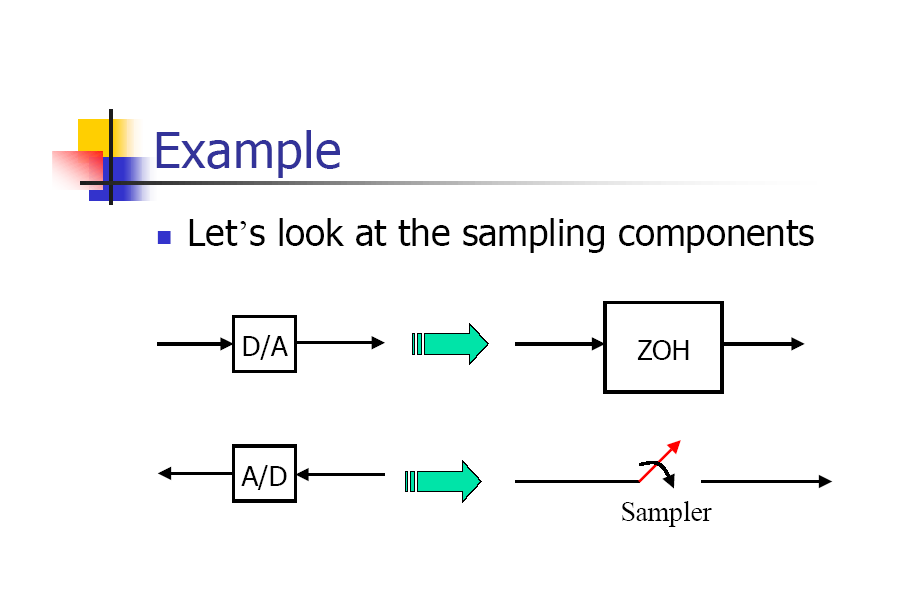 Example
Let’s look at the sampling components
D/A
ZOH
A/D
Sampler